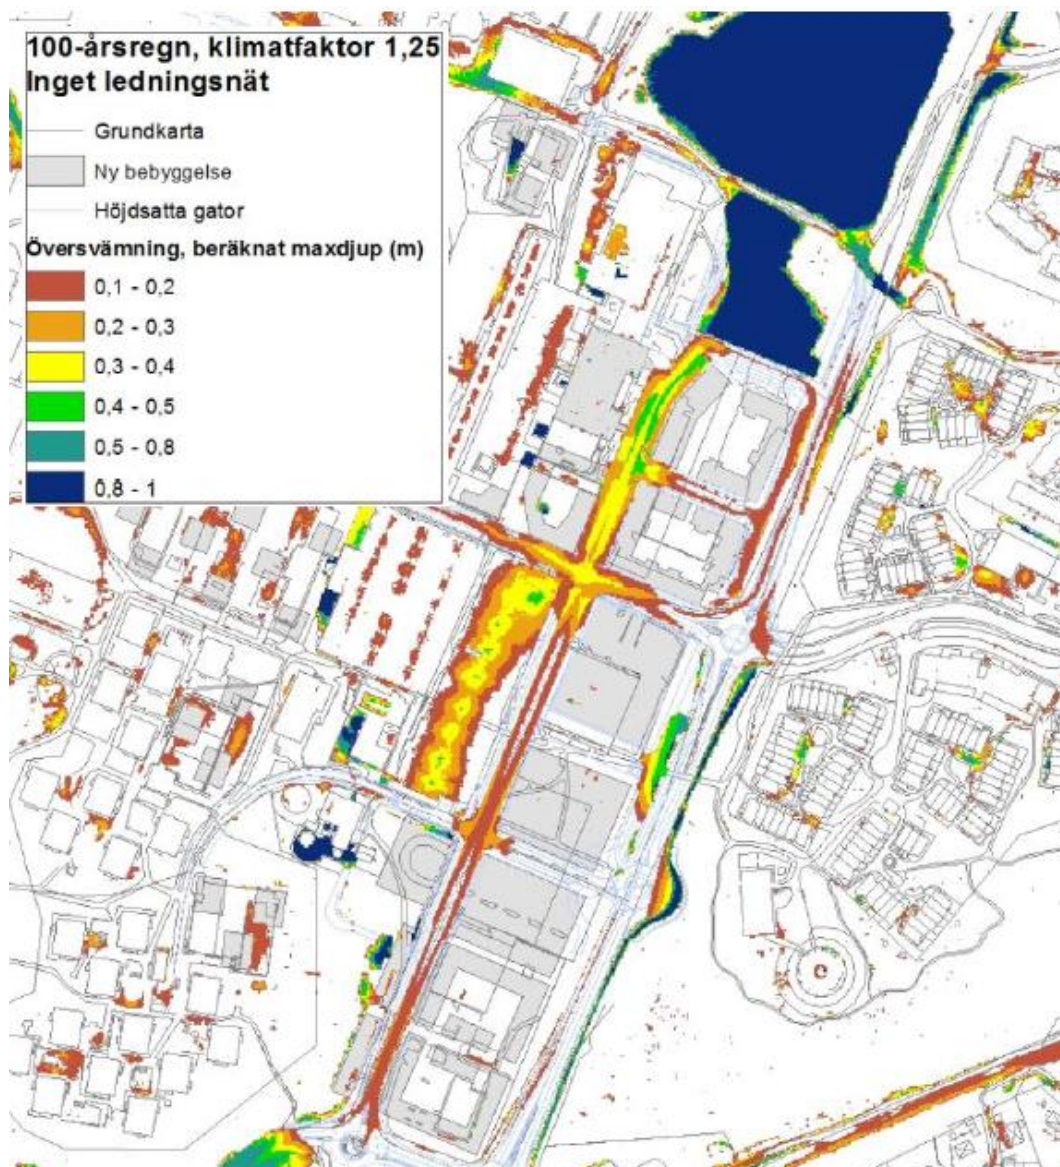 100-årsregn, klimatfaktor 1,25
Inget ledningsnät
Grundkarta
Ny bebyggelse
Höjdsatta gator
Översvämning, beräknat maxdjup (m)
0,1 - 0,2
0,2 - 0,3
0,3 - 0,4
0,4 - 0,5
0,5 - 0,8
0,8 - 1